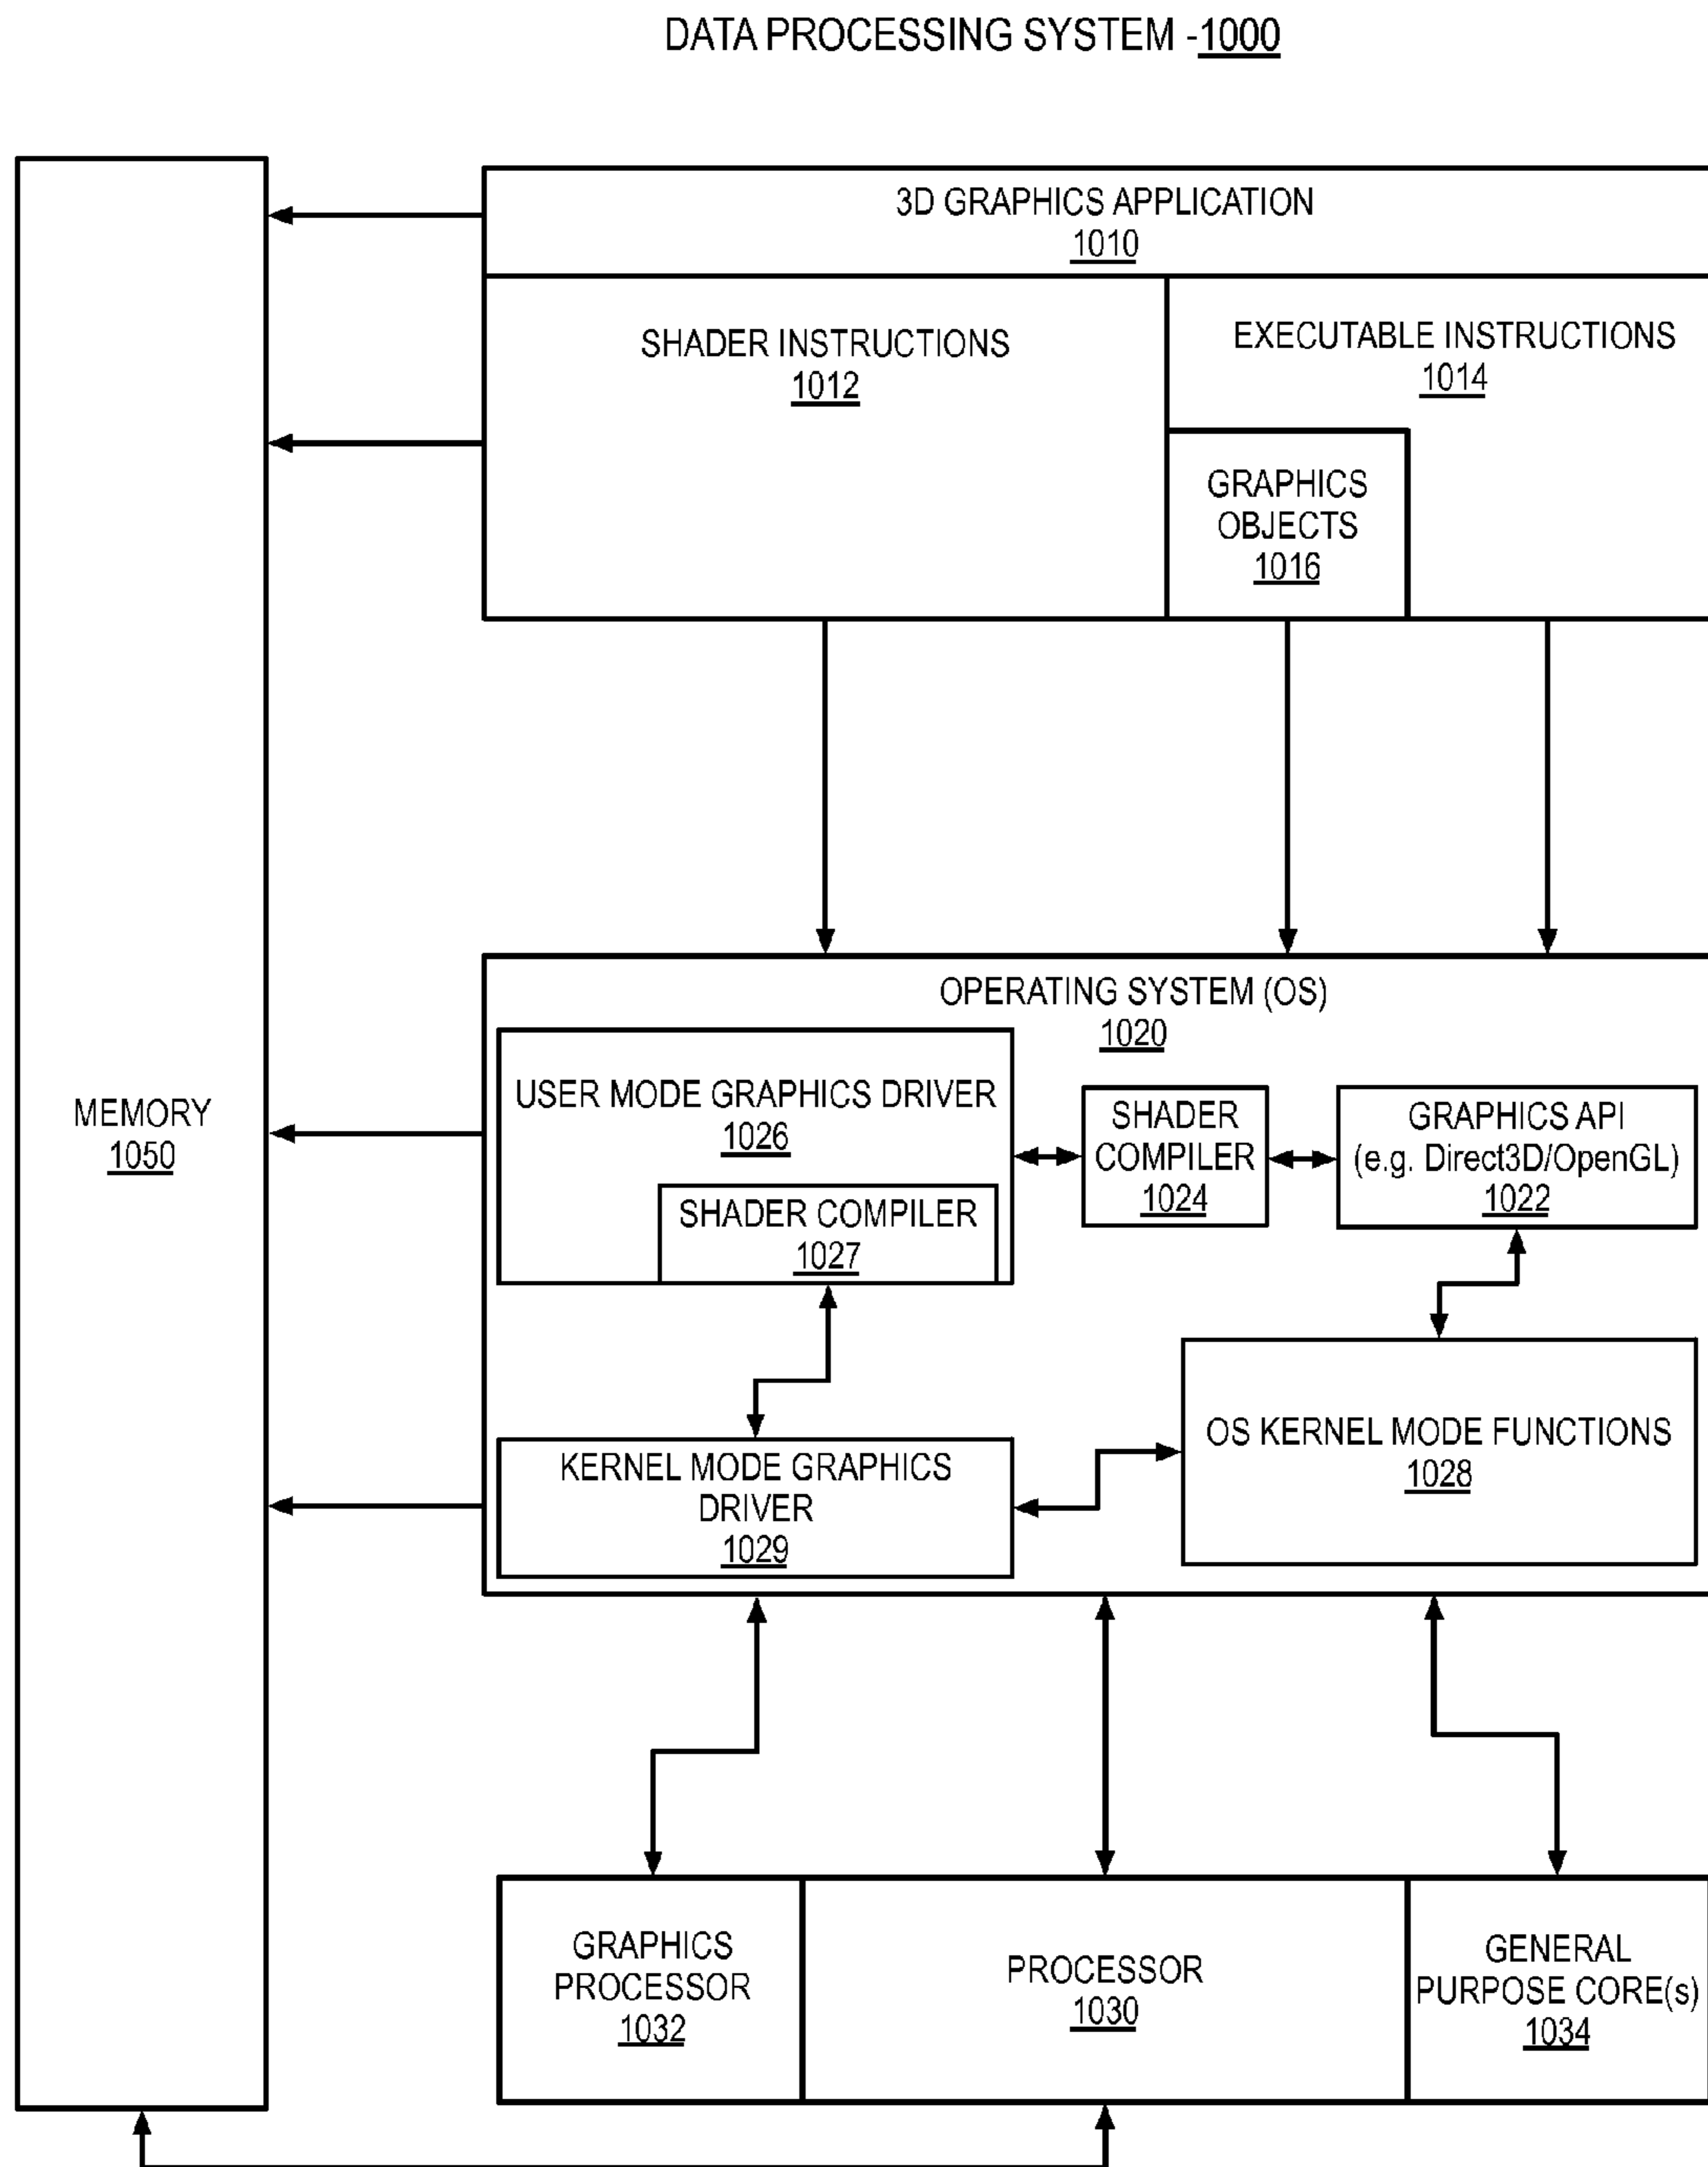 DATA PROCESSING SYSTEM -1000
3D GRAPHICS APPLICATION
1010
SHADER INSTRUCTIONS
1012
EXECUTABLE INSTRUCTIONS
1014
GRAPHICS
OBJECTS
1016
OPERATING SYSTEM (OS)
1020
USER MODE GRAPHICS DRIVER
1026
SHADER COMPILER
1027
SHADER
COMPILER
1024
GRAPHICS API
(e.g. Direct3D/OpenGL)
1022
MEMORY
1050
KERNEL MODE GRAPHICS
DRIVER
1029
OS KERNEL MODE FUNCTIONS
1028
GRAPHICS
PROCESSOR
1032
PROCESSOR
1030
GENERAL
PURPOSE CORE(s)
1034